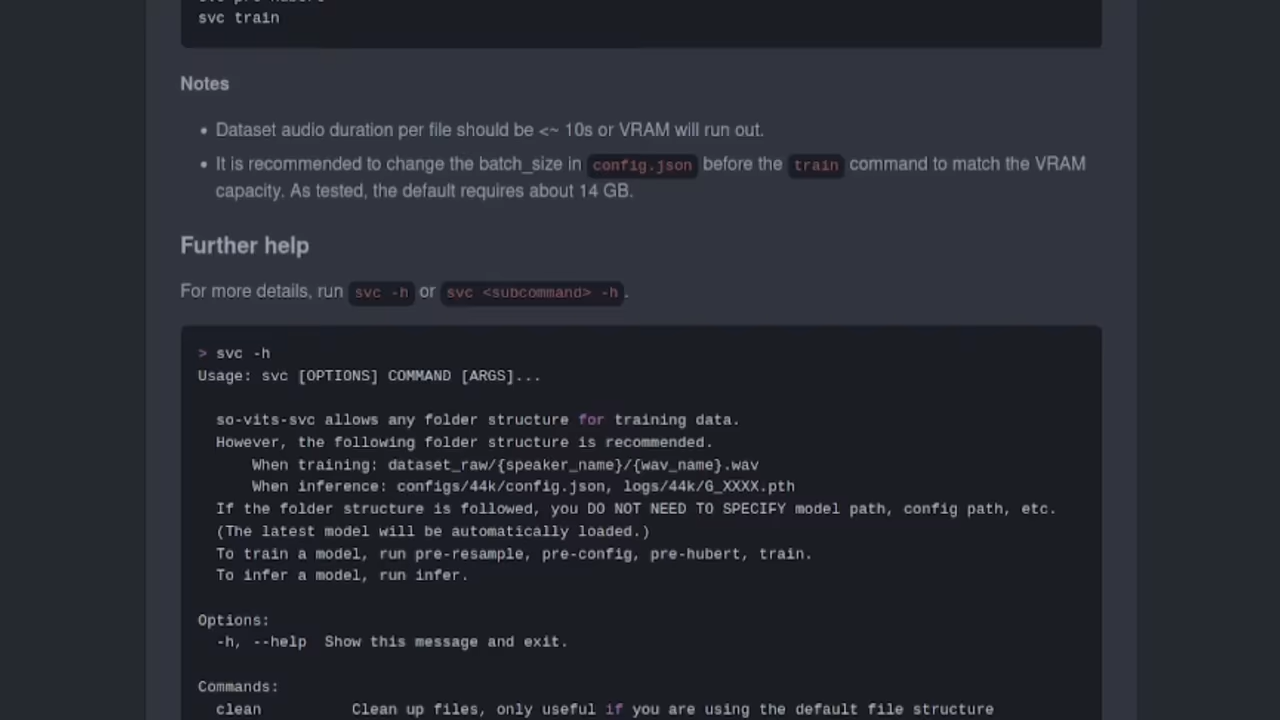 svc pre-hubert
svc train
Notes
• Dataset audio duration per file should be <~ 10s or VRAM will run out.
• It is recommended to change the batch_size in config.json before the train command to match the VRAM
capacity. As tested, the default requires about 14 GB.
Further help
For more details, run svc -h or svc <subcommand> -h.
> svc -h
Usage: svc [OPTIONS] COMMAND [ARGS]...
so-vits-svc allows any folder structure for training data.
However, the following folder structure is recommended.
When training: dataset_raw/{speaker_name}/{wav_name}.wav
When inference: configs/44k/config.json, logs/44k/G_XXXX.pth
If the folder structure is followed, you DO NOT NEED TO SPECIFY model path, config path, etc.
(The latest model will be automatically loaded.)
To train a model, run pre-resample, pre-config, pre-hubert, train.
To infer a model, run infer.
Options:
-h, --help  Show this message and exit.
Commands:
clean          Clean up files, only useful if you are using the default file structure